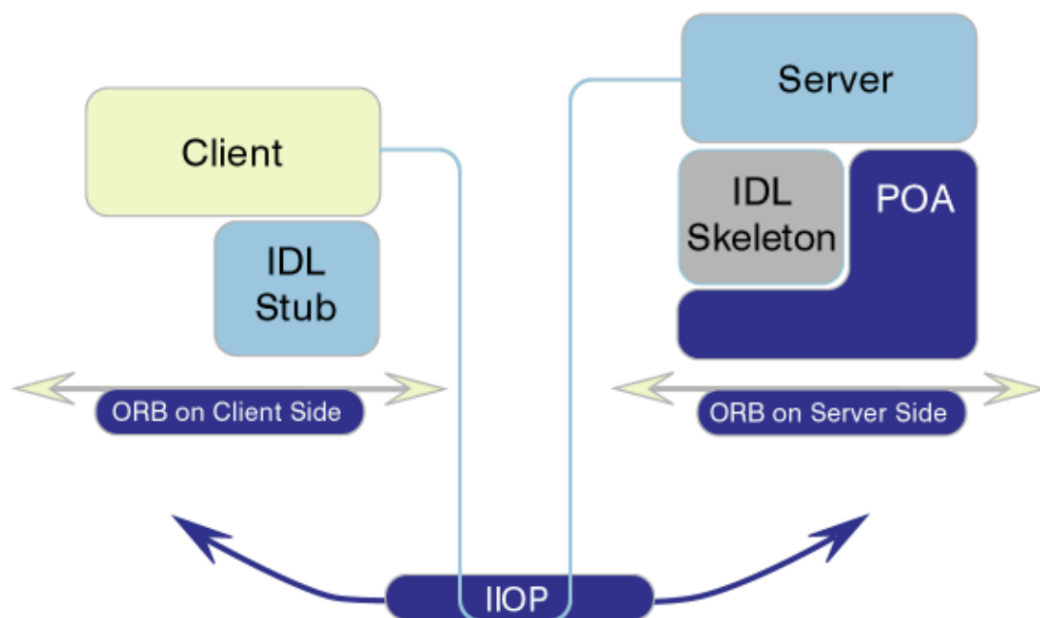 Server
Client
IDL
Skeleton
POA
IDL
Stub
ORB on Client Side
ORB on Server Side
IIOP